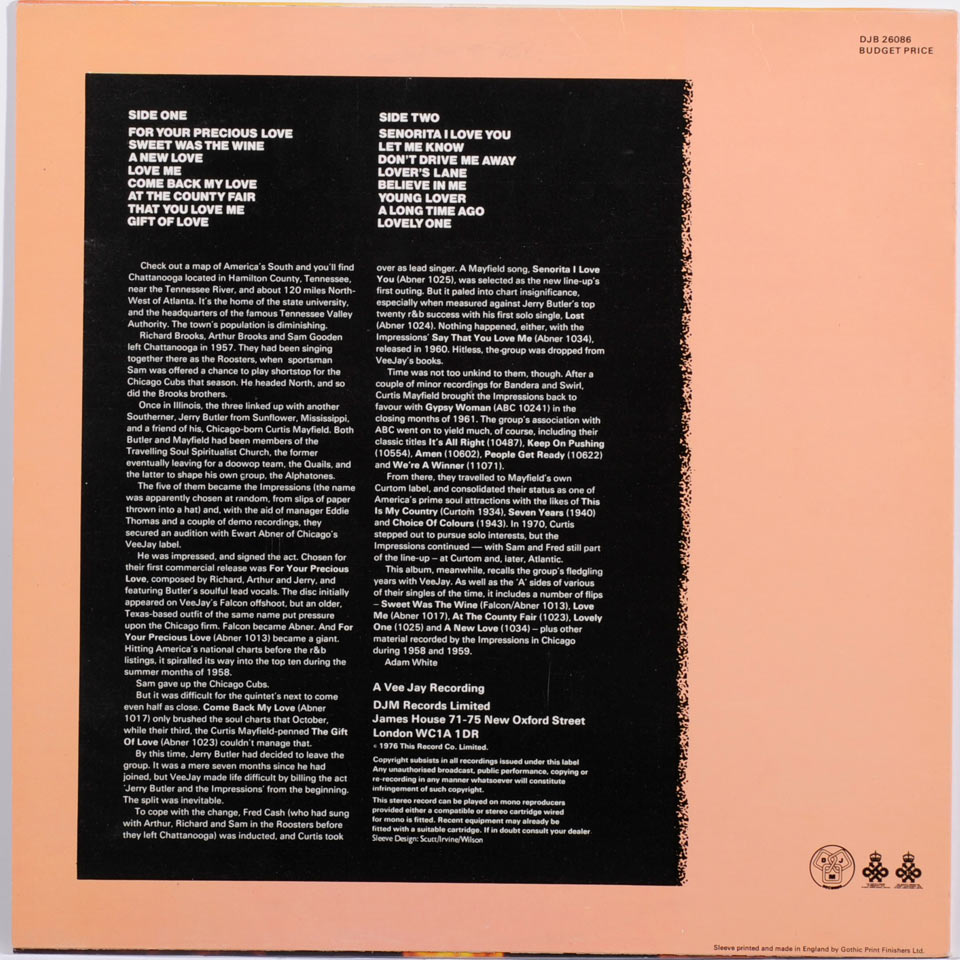 DJB 26086
BUDGET PRICE
SIDE ONE
FOR YOUR PRECIOUS LOVE
SWEET WAS THE WINE
A NEW LOVE
LOVE ME
COME BACK MY LOVE
AT THE COUNTY FAIR
THAT YOU LOVE ME
GIFT OF LOVE
SIDE TWO
SENORITA I LOVE YOU
LET ME KNOW
DON'T DRIVE ME AWAY
LOVER'S LANE
BELIEVE IN ME
YOUNG LOVER
A LONG TIME AGO
LOVELY ONE
Check out a map of America's South and you'll find
Chattanooga located in Hamilton County, Tennessee,
near the Tennessee River, and about 120 miles North-
West of Atlanta. It's the home of the state university,
and the headquarters of the famous Tennessee Valley
Authority. The town's population is diminishing.
Richard Brooks, Arthur Brooks and Sam Gooden
left Chattanooga in 1957. They had been singing
together there as the Roosters, when sportsman
Sam was offered a chance to play shortstop for the
Chicago Cubs that season. He headed North, and so
did the Brooks brothers.
Once in Illinois, the three linked up with another
Southerner, Jerry Butler from Sunflower, Mississippi,
and a friend of his, Chicago-born Curtis Mayfield. Both
Butler and Mayfield had been members of the
Travelling Soul Spiritualist Church, the former
eventually leaving for a doowop team, the Quails, and
the latter to shape his own group, the Alphatones.
The five of them became the Impressions (the name
was apparently chosen at random, from slips of paper
thrown into a hat) and, with the aid of manager Eddie
Thomas and a couple of demo recordings, they
secured an audition with Ewart Abner of Chicago's
VeeJay label.
He was impressed, and signed the act. Chosen for
their first commercial release was For Your Precious
Love, composed by Richard, Arthur and Jerry, and
featuring Butler's soulful lead vocals. The disc initially
appeared on VeeJay's Falcon offshoot, but an older,
Texas-based outfit of the same name put pressure
upon the Chicago firm. Falcon became Abner. And For
Your Precious Love (Abner 1013) became a giant.
Hitting America's national charts before the r&b
listings, it spiralled its way into the top ten during the
summer months of 1958.
Sam gave up the Chicago Cubs.
But it was difficult for the quintet's next to come
even half as close. Come Back My Love (Abner
1017) only brushed the soul charts that October,
while their third, the Curtis Mayfield-penned The Gift
Of Love (Abner 1023) couldn't manage that.
By this time, Jerry Butler had decided to leave the
group. It was a mere seven months since he had
joined, but VeeJay made life difficult by billing the act
'Jerry Butler and the Impressions' from the beginning.
The split was inevitable.
To cope with the change, Fred Cash (who had sung
with Arthur, Richard and Sam in the Roosters before
they left Chattanooga) was inducted, and Curtis took
over as lead singer. A Mayfield song, Senorita I Love
You (Abner 1025), was selected as the new line-up's
first outing. But it paled into chart insignificance,
especially when measured against Jerry Butler's top
twenty r&b success with his first solo single, Lost
(Abner 1024). Nothing happened, either, with the
Impressions' Say That You Love Me (Abner 1034),
released in 1960. Hitless, the group was dropped from
VeeJay's books.
Time was not too unkind to them, though. After a
couple of minor recordings for Bandera and Swirl,
Curtis Mayfield brought the Impressions back to
favour with Gypsy Woman (ABC 10241) in the
closing months of 1961. The group's association with
ABC went on to yield much, of course, including their
classic titles It's All Right (10487), Keep On Pushing
(10554), Amen (10602), People Get Ready (10622)
and We're A Winner (11071).
From there, they travelled to Mayfield's own
Curtom label, and consolidated their status as one of
America's prime soul attractions with the likes of This
Is My Country (Curtom 1934), Seven Years (1940)
and Choice Of Colours (1943). In 1970, Curtis
stepped out to pursue solo interests, but the
Impressions continued — with Sam and Fred still part
of the line-up — at Curtom and, later, Atlantic.
This album, meanwhile, recalls the group's fledgling
years with VeeJay. As well as the 'A' sides of various
of their singles of the time, it includes a number of flips
– Sweet Was The Wine (Falcon/Abner 1013), Love
Me (Abner 1017), At The County Fair (1023), Lovely
One (1025) and A New Love (1034) – plus other
material recorded by the Impressions in Chicago
during 1958 and 1959.
Adam White
A Vee Jay Recording
DJM Records Limited
James House 71-75 New Oxford Street
London WC1A 1DR
© 1976 This Record Co. Limited.
Copyright subsists in all recordings issued under this label
Any unauthorised broadcast, public performance, copying or
re-recording in any manner whatsoever will constitute
infringement of such copyright.
This stereo record can be played on mono reproducers
provided either a compatible or stereo cartridge wired
for mono is fitted. Recent equipment may already be
fitted with a suitable cartridge. If in doubt consult your dealer
Sleeve Design: Scutt/Irvine/Wilson
DJM
Sleeve printed and made in England by Gothic Print Finishers Ltd.